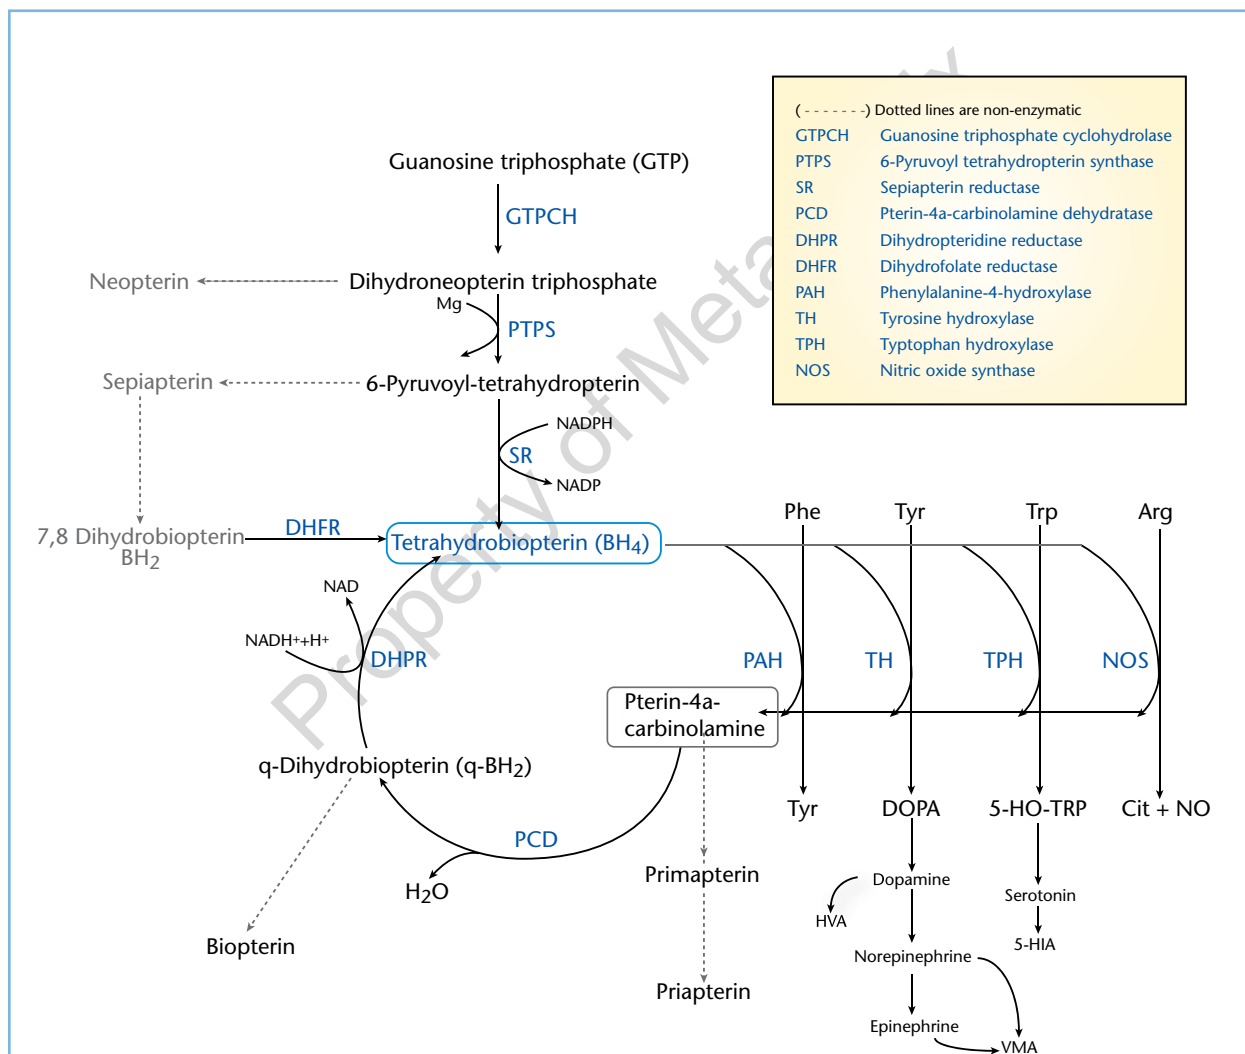 (-------) Dotted lines are non-enzymatic
GTPCH Guanosine triphosphate cyclohydrolase
PTPS 6-Pyruvoyl tetrahydropterin synthase
SR Sepiapterin reductase
PCD Pterin-4a-carbinolamine dehydratase
DHPR Dihydropteridine reductase
DHFR Dihydrofolate reductase
PAH Phenylalanine-4-hydroxylase
TH Tyrosine hydroxylase
TPH Typtophan hydroxylase
NOS Nitric oxide synthase
Guanosine triphosphate (GTP)
GTPCH
Neopterin
Dihydroneopterin triphosphate
Mg
PTPS
Sepiapterin
6-Pyruvoyl-tetrahydropterin
NADPH
SR
NADP
Phe
Tyr
Trp
Arg
7,8 Dihydrobiopterin
BH2
DHFR
Tetrahydrobiopterin (BH4)
NAD
NADH++H+
DHPR
PAH
TH
TPH
NOS
Pterin-4a-
carbinolamine
q-Dihydrobiopterin (q-BH2)
PCD
H2O
Tyr
DOPA
5-HO-TRP
Cit + NO
Primapterin
Dopamine
HVA
Serotonin
5-HIA
Biopterin
Norepinephrine
Priapterin
Epinephrine
VMA
Property of